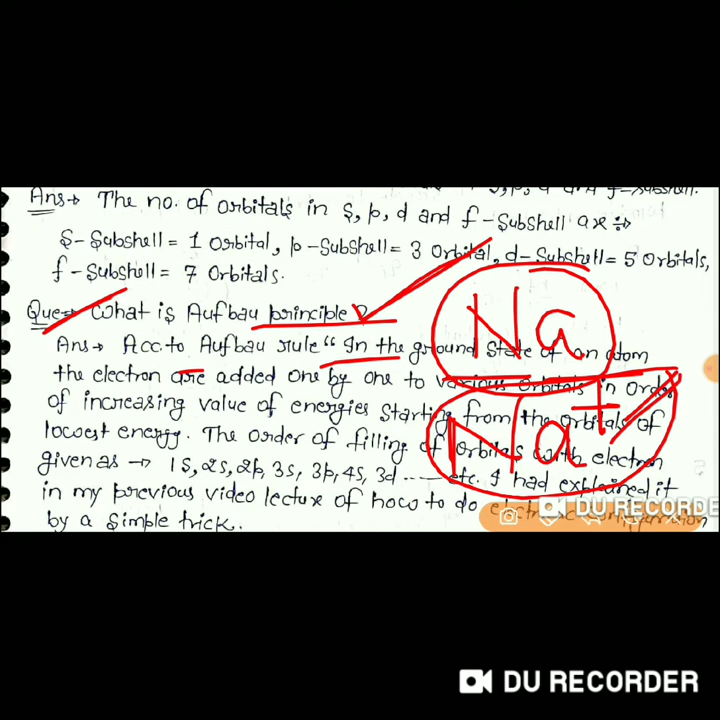 Ans→ The no. of orbitals in s, p, d and f-Subshell are ÷→
s-Subshell = 1 Orbital, p-Subshell = 3 Orbital, d-Subshell = 5 Orbitals,
f-Subshell = 7 Orbitals.
Que→ What is Aufbau principle?
Ans→ Acc. to Aufbau rule "In the ground state of an atom
the electron are added one by one to various orbitals in order
of increasing value of energies starting from the orbitals of
lowest energy. The order of filling of orbitals with electron
given as → 1s, 2s, 2p, 3s, 3p, 4s, 3d ...... etc. I had explained it
in my previous video lecture of how to do electronic configuration
by a simple trick.
Na
Na+
DU RECORDER
DU RECORDER